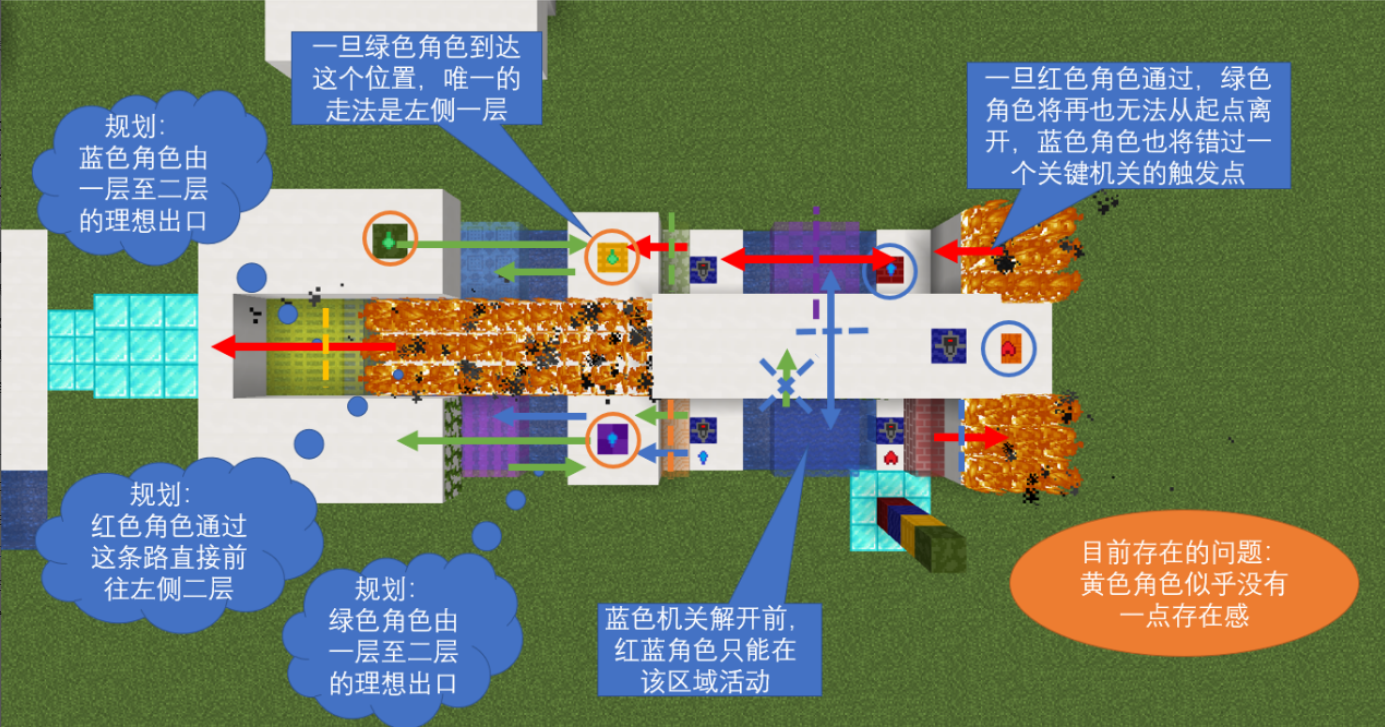 一旦绿色角色到达
这个位置，唯一的
走法是左侧一层
一旦红色角色通过，绿色
角色将再也无法从起点离
开，蓝色角色也将错过一
个关键机关的触发点
规划：
蓝色角色由
一层至二层
的理想出口
规划：
红色角色通过
这条路直接前
往左侧二层
规划：
绿色角色由
一层至二层
的理想出口
蓝色机关解开前，
红蓝角色只能在
该区域活动
目前存在的问题：
黄色角色似乎没有
一点存在感